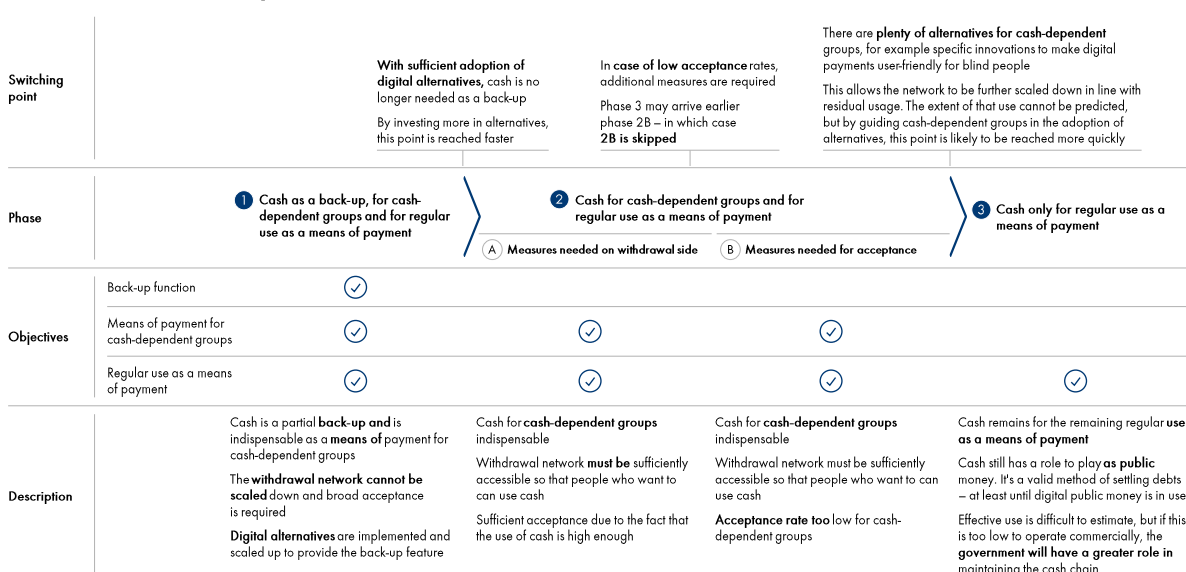 Switching
point
With sufficient adoption of
digital alternatives, cash is no
longer needed as a back-up
By investing more in alternatives,
this point is reached faster
In case of low acceptance rates,
additional measures are required
Phase 3 may arrive earlier
phase 2B – in which case
2B is skipped
There are plenty of alternatives for cash-dependent
groups, for example specific innovations to make digital
payments user-friendly for blind people
This allows the network to be further scaled down in line with
residual usage. The extent of that use cannot be predicted,
but by guiding cash-dependent groups in the adoption of
alternatives, this point is likely to be reached more quickly
Phase
1 Cash as a back-up, for cash-
dependent groups and for regular
use as a means of payment
2 Cash for cash-dependent groups and for
regular use as a means of payment
A Measures needed on withdrawal side
B Measures needed for acceptance
3 Cash only for regular use as a
means of payment
Objectives
Back-up function
Means of payment for
cash-dependent groups
Regular use as a means
of payment
Description
Cash is a partial back-up and is
indispensable as a means of payment for
cash-dependent groups
The withdrawal network cannot be
scaled down and broad acceptance
is required
Digital alternatives are implemented and
scaled up to provide the back-up feature
Cash for cash-dependent groups
indispensable
Withdrawal network must be sufficiently
accessible so that people who want to
can use cash
Sufficient acceptance due to the fact that
the use of cash is high enough
Cash for cash-dependent groups
indispensable
Withdrawal network must be sufficiently
accessible so that people who want to can
use cash
Acceptance rate too low for cash-
dependent groups
Cash remains for the remaining regular use
as a means of payment
Cash still has a role to play as public
money. It's a valid method of settling debts
– at least until digital public money is in use
Effective use is difficult to estimate, but if this
is too low to operate commercially, the
government will have a greater role in
maintaining the cash chain